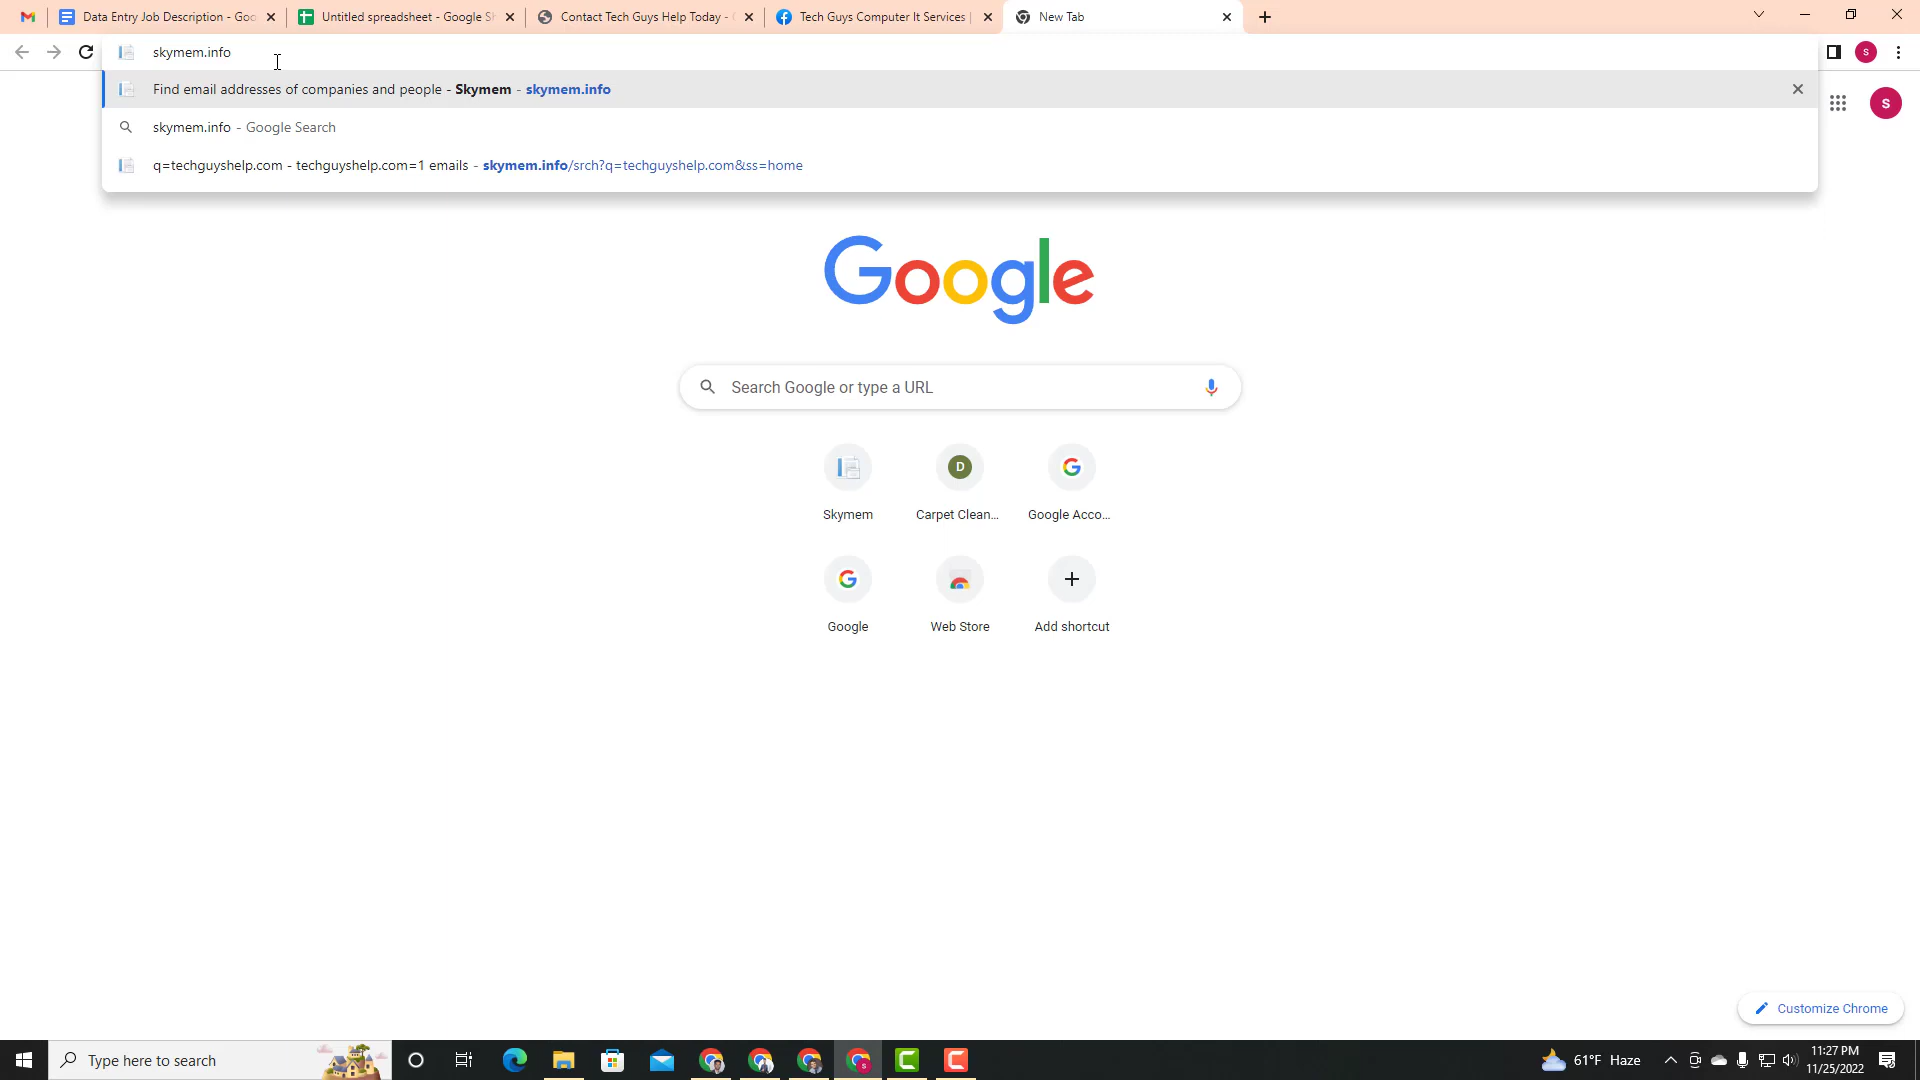 Data Entry Job Description - Goo
Untitled spreadsheet - Google Sh
Contact Tech Guys Help Today -
Tech Guys Computer It Services |
New Tab
skymem.info
S
Find email addresses of companies and people - Skymem - skymem.info
skymem.info - Google Search
S
q=techguyshelp.com - techguyshelp.com=1 emails - skymem.info/srch?q=techguyshelp.com&ss=home
Google
Search Google or type a URL
D
Skymem
Carpet Clean...
Google Acco...
Google
Web Store
Add shortcut
Customize Chrome
Type here to search
61°F Haze
11:27 PM
11/25/2022